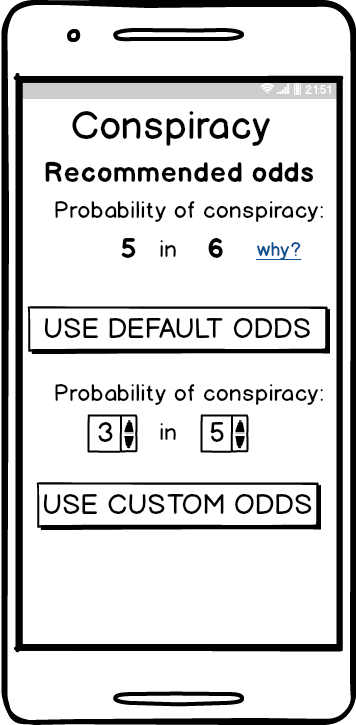 21:51
Conspiracy
Recommended odds
Probability of conspiracy:
5 in 6 why?
USE DEFAULT ODDS
Probability of conspiracy:
3 in 5
USE CUSTOM ODDS